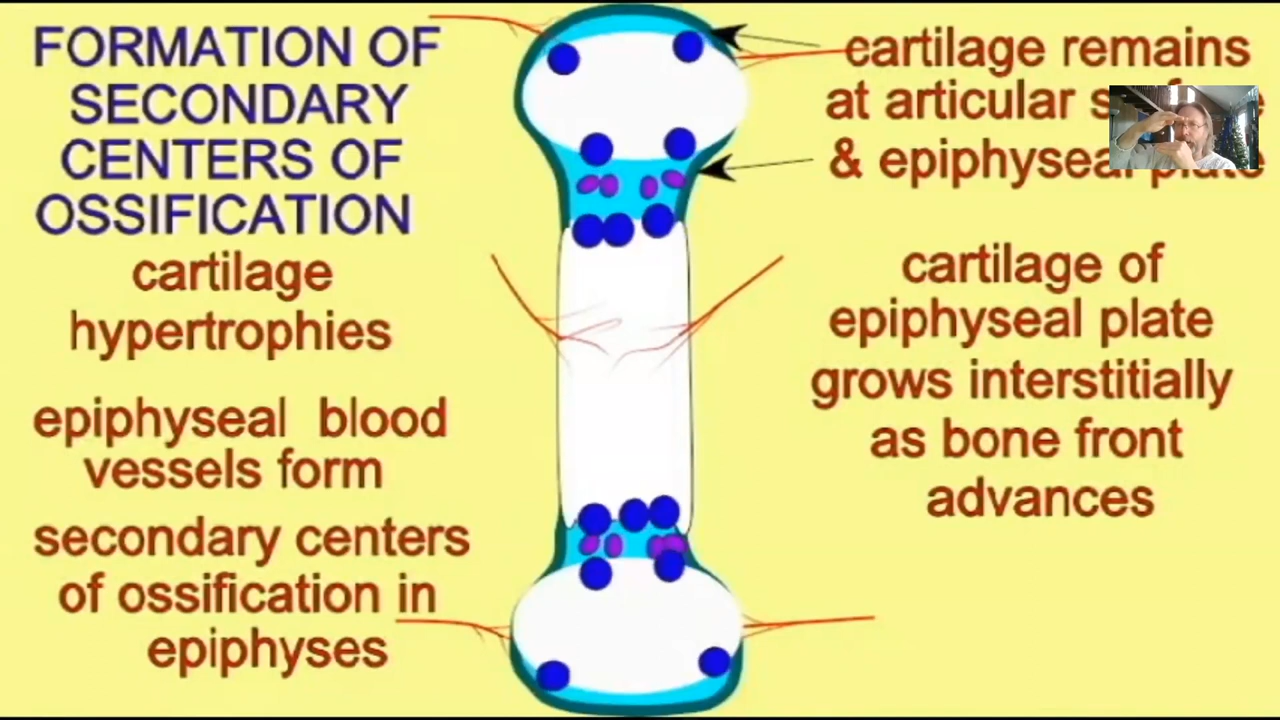 FORMATION OF
SECONDARY
CENTERS OF
OSSIFICATION
cartilage
hypertrophies
epiphyseal blood
vessels form
secondary centers
of ossification in
epiphyses
cartilage remains
at articular
& epiphyseal plate
cartilage of
epiphyseal plate
grows interstitially
as bone front
advances